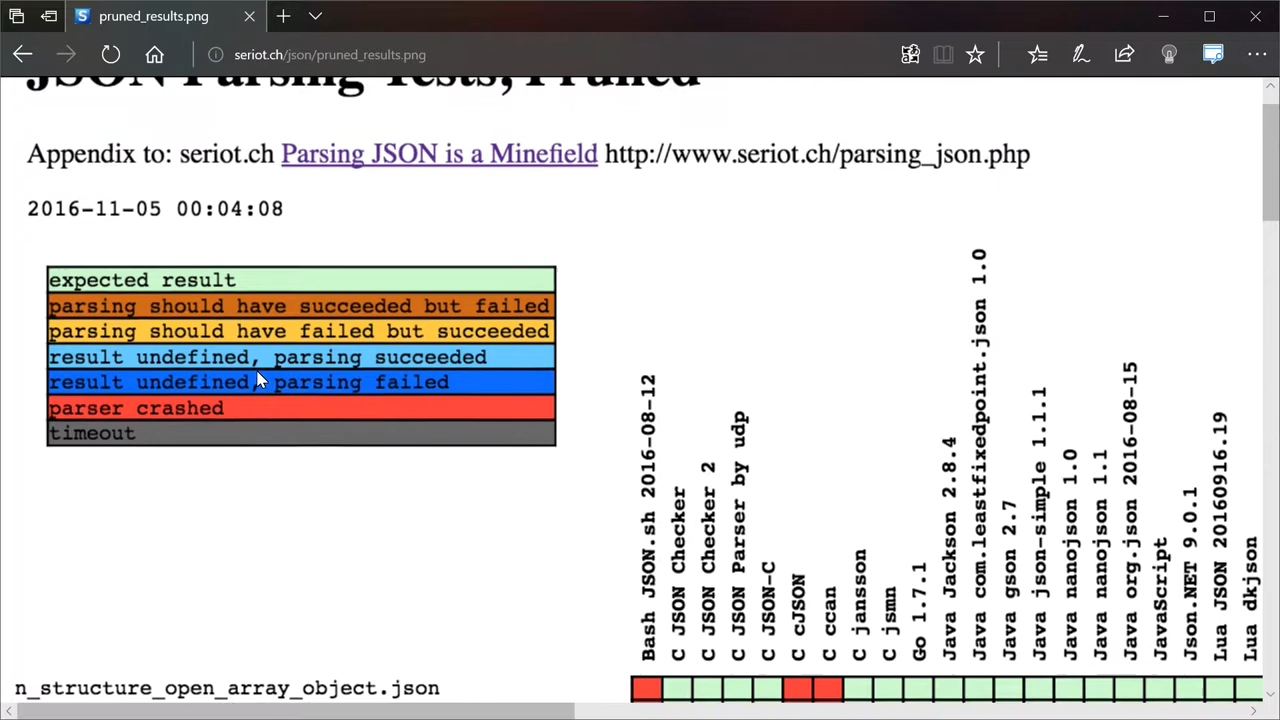 pruned_results.png
seriot.ch/json/pruned_results.png
JSON Parsing Tests, Pruned
Appendix to: seriot.ch Parsing JSON is a Minefield http://www.seriot.ch/parsing_json.php
2016-11-05 00:04:08
expected result
parsing should have succeeded but failed
parsing should have failed but succeeded
result undefined, parsing succeeded
result undefined, parsing failed
parser crashed
timeout
Bash JSON.sh 2016-08-12
C JSON Checker
C JSON Checker 2
C JSON Parser by udp
C JSON-C
C cJSON
C ccan
C jansson
C jsmn
Go 1.7.1
Java Jackson 2.8.4
Java com.leastfixedpoint.json 1.0
Java gson 2.7
Java json-simple 1.1.1
Java nanojson 1.0
Java nanojson 1.1
Java org.json 2016-08-15
JavaScript
Json.NET 9.0.1
Lua JSON 20160916.19
Lua dkjson
n_structure_open_array_object.json